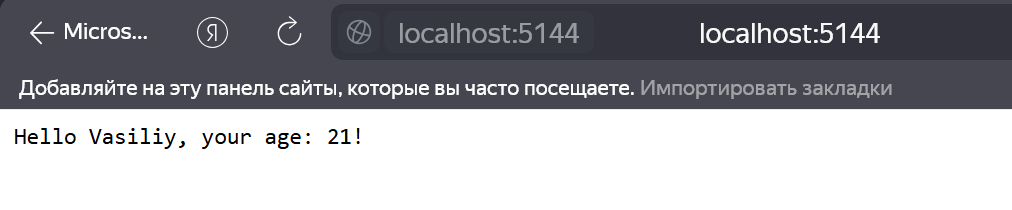 Micros... Я localhost:5144 localhost:5144
Добавляйте на эту панель сайты, которые вы часто посещаете. Импортировать закладки
Hello Vasiliy, your age: 21!